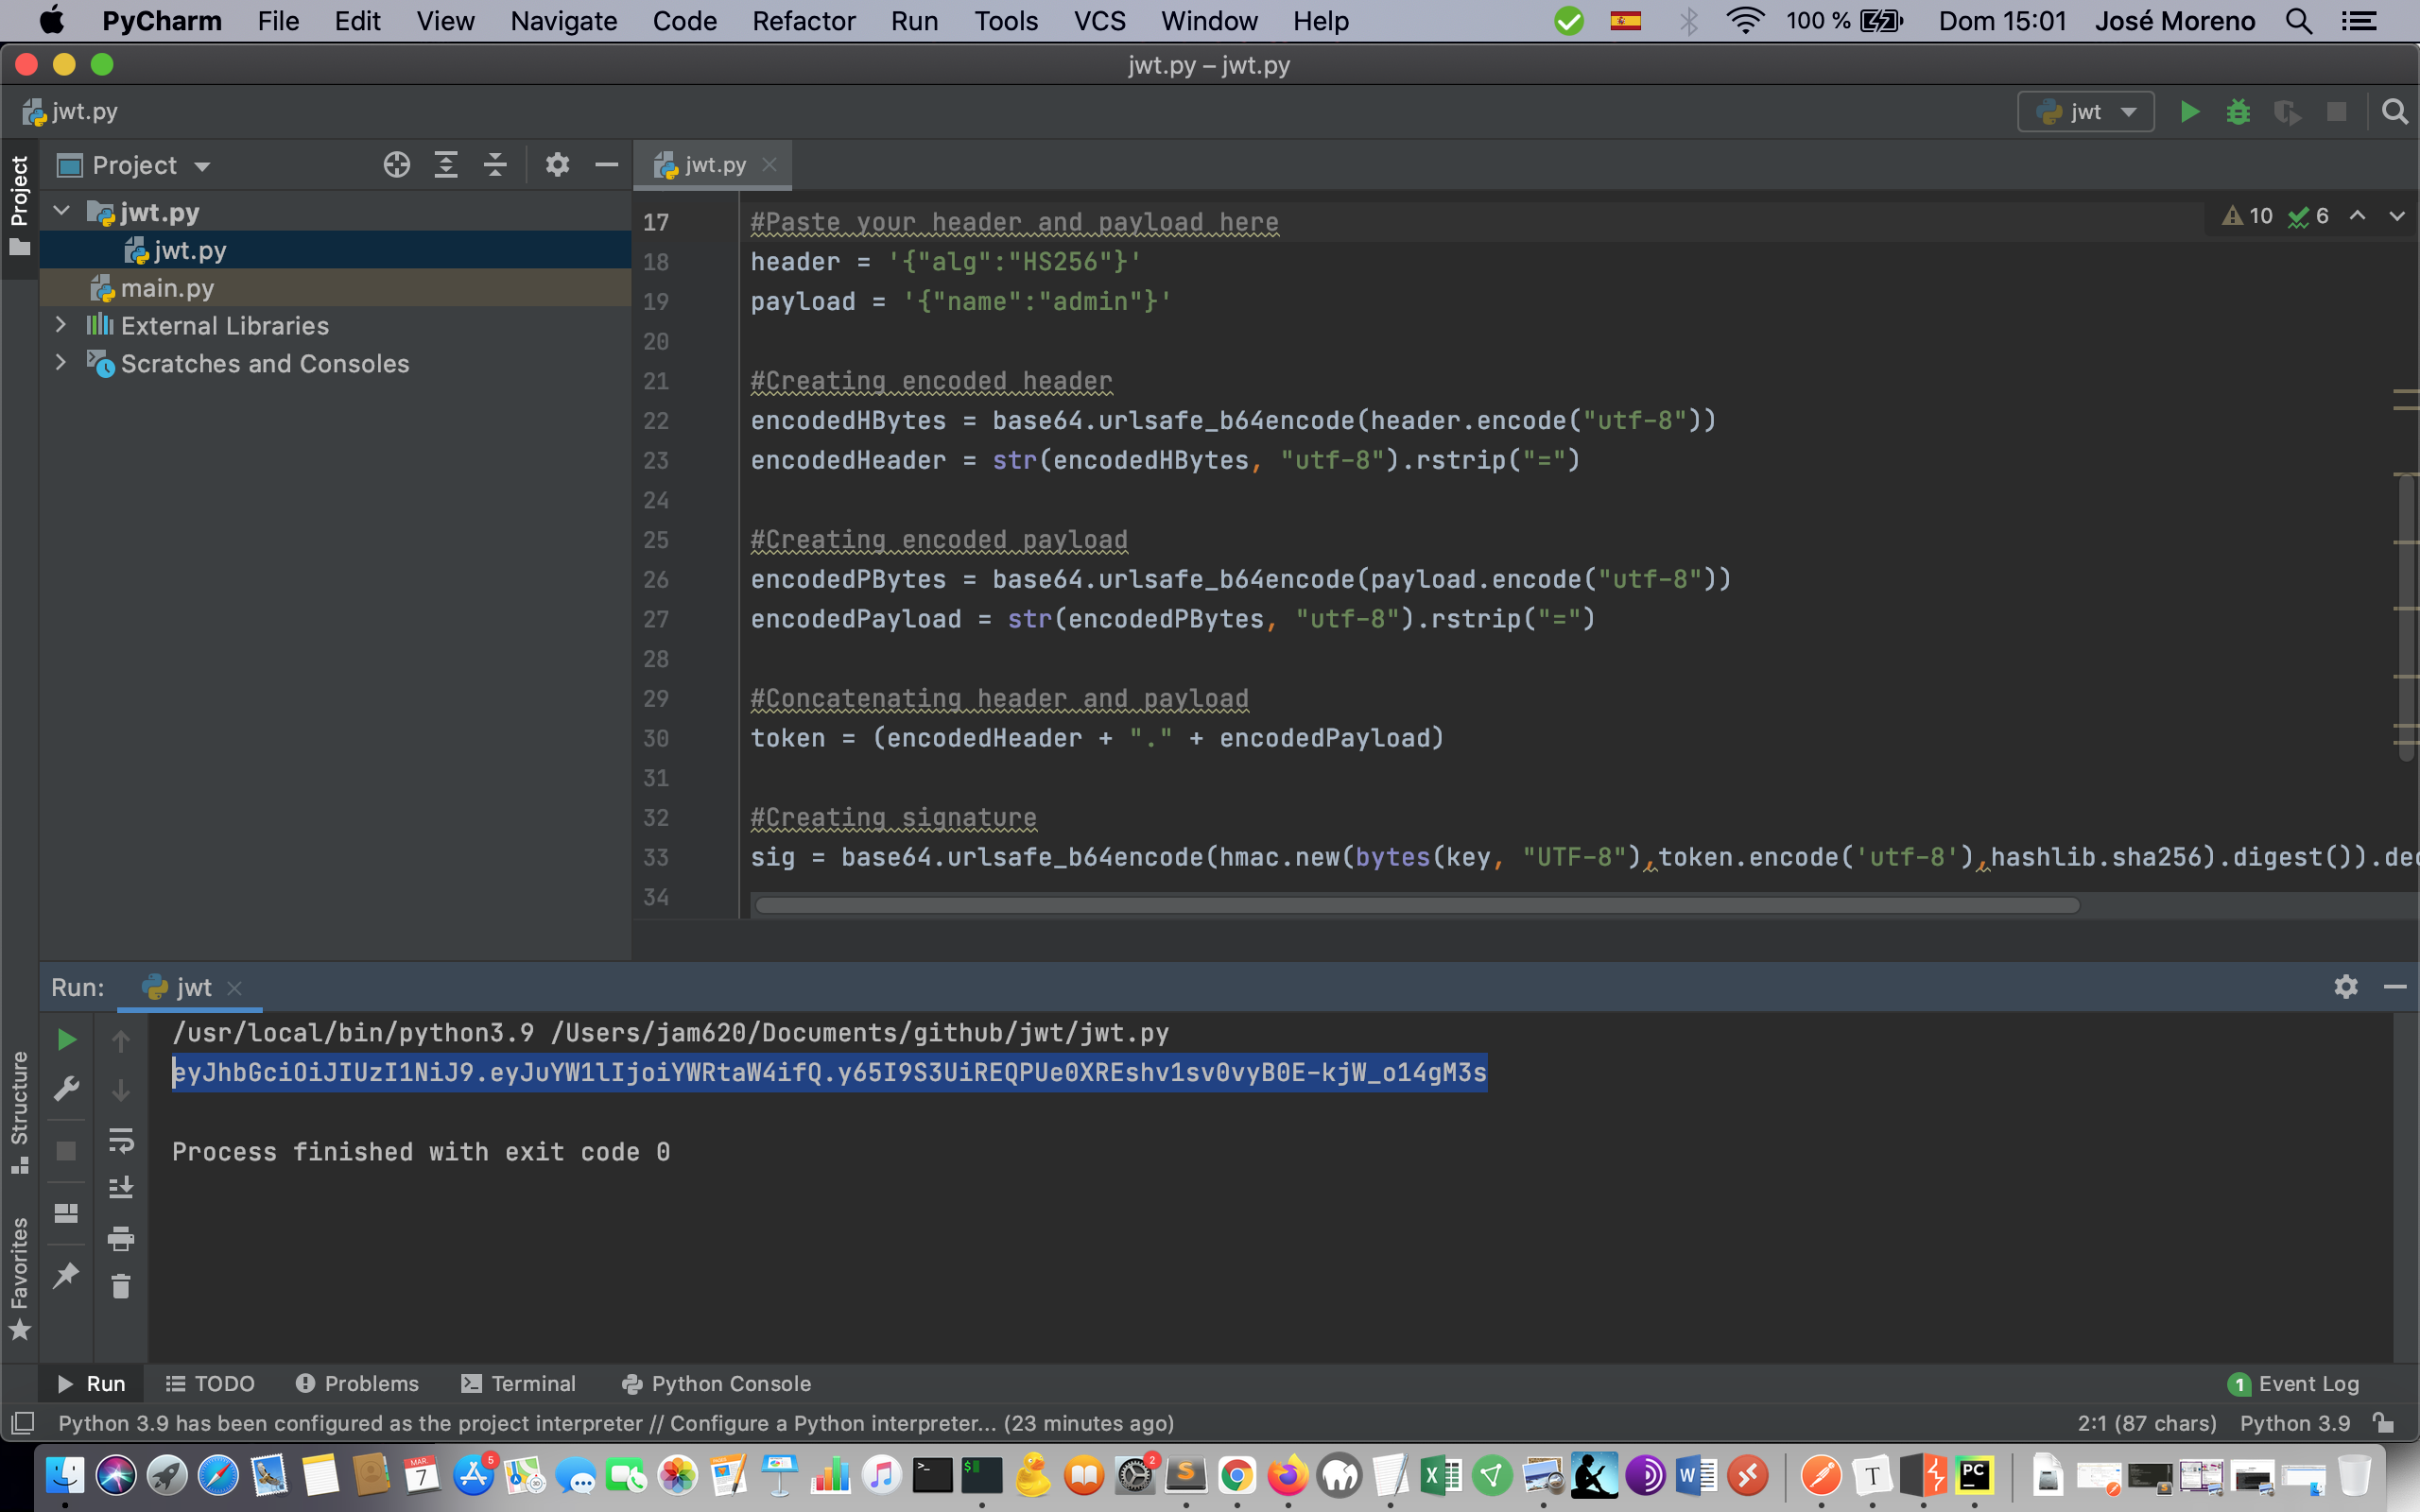 PyCharm File Edit View Navigate Code Refactor Run Tools VCS Window Help 100 % Dom 15:01 José Moreno
jwt.py – jwt.py
jwt.py jwt
Project
Project
jwt.py
jwt.py
jwt.py
main.py
External Libraries
Scratches and Consoles
10 6
17 #Paste your header and payload here
18 header = '{"alg":"HS256"}'
19 payload = '{"name":"admin"}'
20
21 #Creating encoded header
22 encodedHBytes = base64.urlsafe_b64encode(header.encode("utf-8"))
23 encodedHeader = str(encodedHBytes, "utf-8").rstrip("=")
24
25 #Creating encoded payload
26 encodedPBytes = base64.urlsafe_b64encode(payload.encode("utf-8"))
27 encodedPayload = str(encodedPBytes, "utf-8").rstrip("=")
28
29 #Concatenating header and payload
30 token = (encodedHeader + "." + encodedPayload)
31
32 #Creating signature
33 sig = base64.urlsafe_b64encode(hmac.new(bytes(key, "UTF-8"),token.encode('utf-8'),hashlib.sha256).digest()).dec
34
Run: jwt
/usr/local/bin/python3.9 /Users/jam620/Documents/github/jwt/jwt.py
eyJhbGciOiJIUzI1NiJ9.eyJuYW1lIjoiYWRtaW4ifQ.y65I9S3UiREQPUe0XREshv1sv0vyB0E-kjW_o14gM3s
Process finished with exit code 0
Structure
Favorites
Run TODO Problems Terminal Python Console 1 Event Log
Python 3.9 has been configured as the project interpreter // Configure a Python interpreter... (23 minutes ago) 2:1 (87 chars) Python 3.9
MAR. 7 5 2 S X W T PC